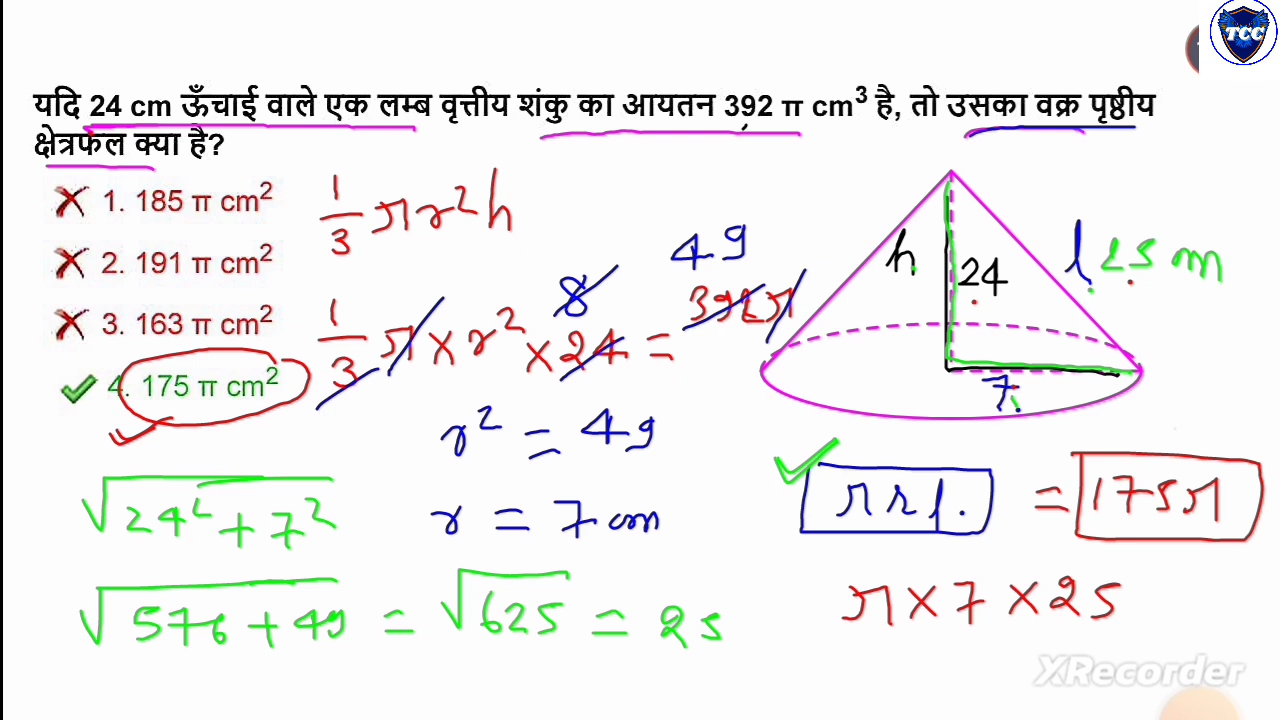 TCC
यदि 24 cm ऊँचाई वाले एक लम्ब वृत्तीय शंकु का आयतन 392 π cm³ है, तो उसका वक्र पृष्ठीय
क्षेत्रफल क्या है?
1. 185 π cm²
2. 191 π cm²
3. 163 π cm²
4. 175 π cm²
1/3 πr²h
49
8
1/3 π × r² × 24 = 392π
r² = 49
r = 7 cm
√24² + 7²
√576 + 49 = √625 = 25
h
24
l 25 m
7
πrl. = 175π
π × 7 × 25
XRecorder